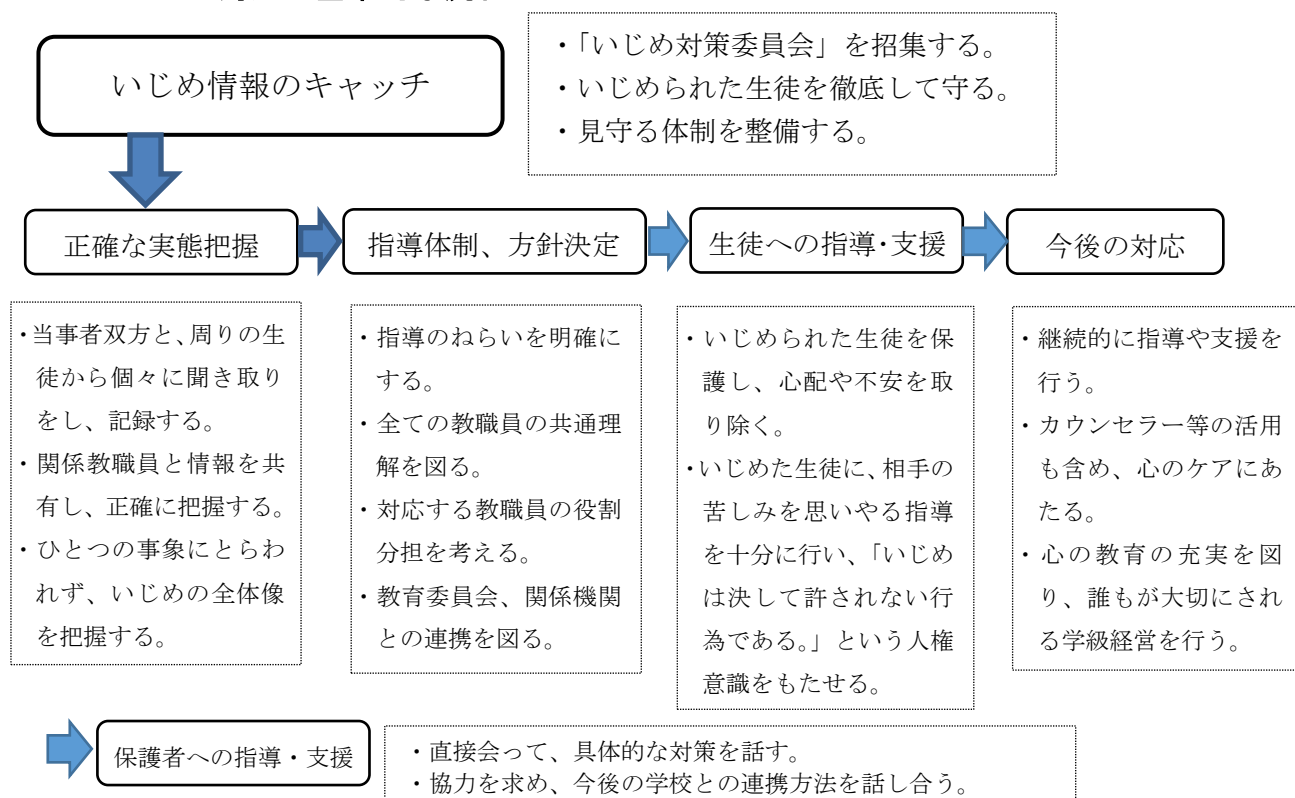 いじめ情報のキャッチ
・「いじめ対策委員会」を招集する。
・いじめられた生徒を徹底して守る。
・見守る体制を整備する。
正確な実態把握
指導体制、方針決定
生徒への指導・支援
今後の対応
・当事者双方と、周りの生
徒から個々に聞き取り
をし、記録する。
・関係教職員と情報を共
有し、正確に把握する。
・ひとつの事象にとらわ
れず、いじめの全体像
を把握する。
・指導のねらいを明確に
する。
・全ての教職員の共通理
解を図る。
・対応する教職員の役割
分担を考える。
・教育委員会、関係機関
との連携を図る。
・いじめられた生徒を保
護し、心配や不安を取
り除く。
・いじめた生徒に、相手の
苦しみを思いやる指導
を十分に行い、「いじめ
は決して許されない行
為である。」という人権
意識をもたせる。
・継続的に指導や支援を
行う。
・カウンセラー等の活用
も含め、心のケアにあ
たる。
・心の教育の充実を図
り、誰もが大切にされ
る学級経営を行う。
保護者への指導・支援
・直接会って、具体的な対策を話す。
・協力を求め、今後の学校との連携方法を話し合う。